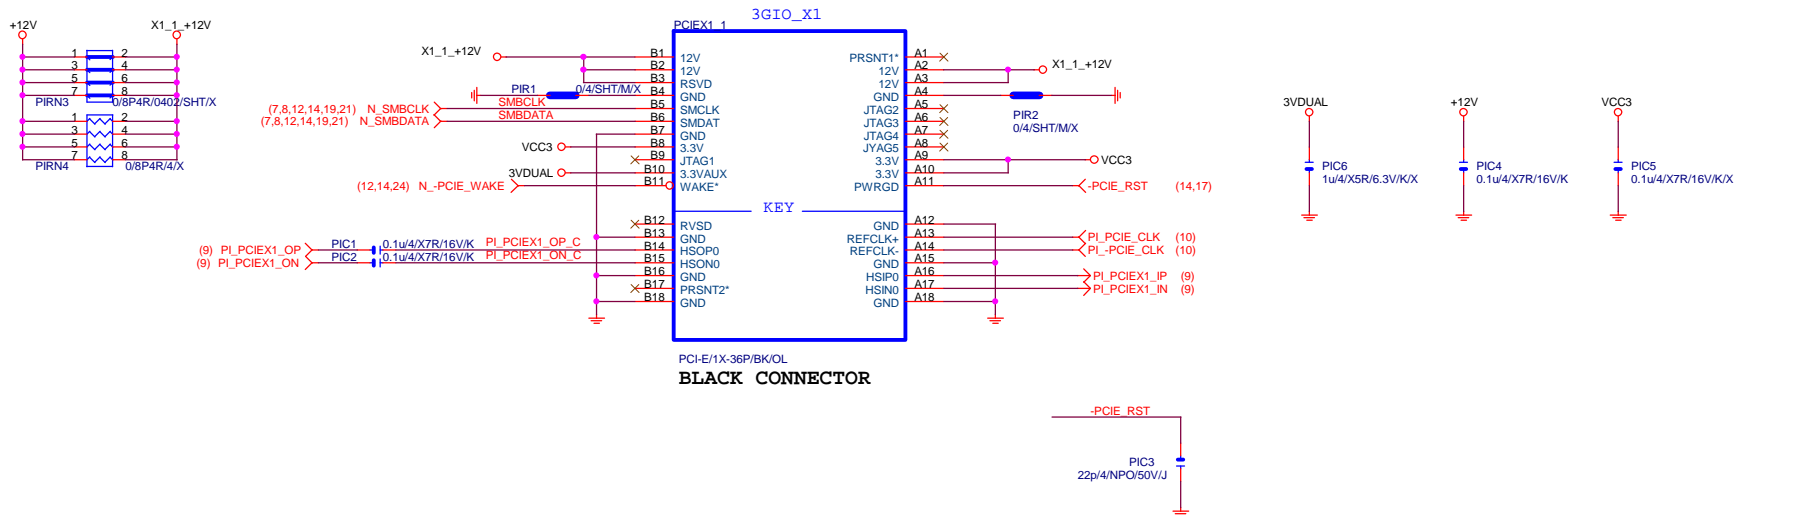 3GIO_X1
+12V
X1_1_+12V
1 2
3 4
5 6
7 8
PIRN3
0/8P4R/0402/SHT/X
1 2
3 4
5 6
7 8
PIRN4
0/8P4R/4/X
PCIEX1_1
X1_1_+12V
B1 12V
B2 12V
B3 RSVD
PIR1
0/4/SHT/M/X
B4 GND
(7,8,12,14,19,21) N_SMBCLK SMBCLK B5 SMCLK
(7,8,12,14,19,21) N_SMBDATA SMBDATA B6 SMDAT
B7 GND
VCC3 B8 3.3V
B9 JTAG1
3VDUAL B10 3.3VAUX
(12,14,24) N_-PCIE_WAKE B11 WAKE*
KEY
B12 RVSD
B13 GND
(9) PI_PCIEX1_OP PIC1 0.1u/4/X7R/16V/K PI_PCIEX1_OP_C B14 HSOP0
(9) PI_PCIEX1_ON PIC2 0.1u/4/X7R/16V/K PI_PCIEX1_ON_C B15 HSON0
B16 GND
B17 PRSNT2*
B18 GND
PRSNT1* A1
12V A2
X1_1_+12V
12V A3
GND A4
PIR2
0/4/SHT/M/X
JTAG2 A5
JTAG3 A6
JTAG4 A7
JYAG5 A8
3.3V A9 VCC3
3.3V A10
PWRGD A11 -PCIE_RST (14,17)
GND A12
REFCLK+ A13 PI_PCIE_CLK (10)
REFCLK- A14 PI_-PCIE_CLK (10)
GND A15
HSIP0 A16 PI_PCIEX1_IP (9)
HSIN0 A17 PI_PCIEX1_IN (9)
GND A18
PCI-E/1X-36P/BK/OL
BLACK CONNECTOR
3VDUAL
PIC6
1u/4/X5R/6.3V/K/X
+12V
PIC4
0.1u/4/X7R/16V/K
VCC3
PIC5
0.1u/4/X7R/16V/K/X
-PCIE_RST
PIC3
22p/4/NPO/50V/J